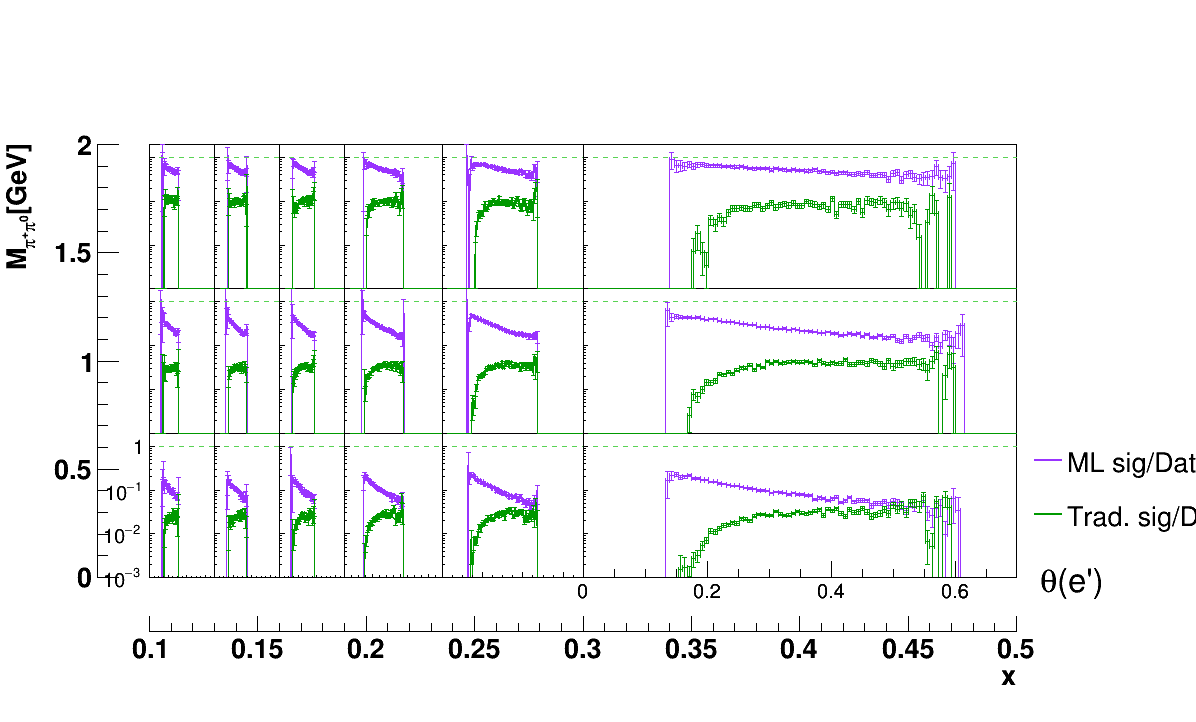 M_{π⁺π⁰}[GeV]
2
1.5
1
0.5
0
1
10⁻¹
10⁻²
10⁻³
ML sig/Dat
Trad. sig/D
0 0.2 0.4 0.6
θ(e')
0.1 0.15 0.2 0.25 0.3 0.35 0.4 0.45 0.5
x